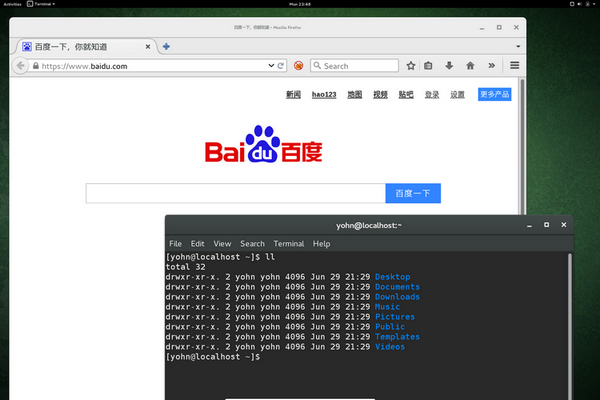 Activities Terminal Mon 23:48
百度一下，你就知道 - Mozilla Firefox
百度一下，你就知道
https://www.baidu.com Search
新闻 hao123 地图 视频 贴吧 登录 设置 更多产品
Bai du 百度
百度一下
yohn@localhost:~
File Edit View Search Terminal Help
[yohn@localhost ~]$ ll
total 32
drwxr-xr-x. 2 yohn yohn 4096 Jun 29 21:29 Desktop
drwxr-xr-x. 2 yohn yohn 4096 Jun 29 21:29 Documents
drwxr-xr-x. 2 yohn yohn 4096 Jun 29 21:29 Downloads
drwxr-xr-x. 2 yohn yohn 4096 Jun 29 21:29 Music
drwxr-xr-x. 2 yohn yohn 4096 Jun 29 21:29 Pictures
drwxr-xr-x. 2 yohn yohn 4096 Jun 29 21:29 Public
drwxr-xr-x. 2 yohn yohn 4096 Jun 29 21:29 Templates
drwxr-xr-x. 2 yohn yohn 4096 Jun 29 21:29 Videos
[yohn@localhost ~]$